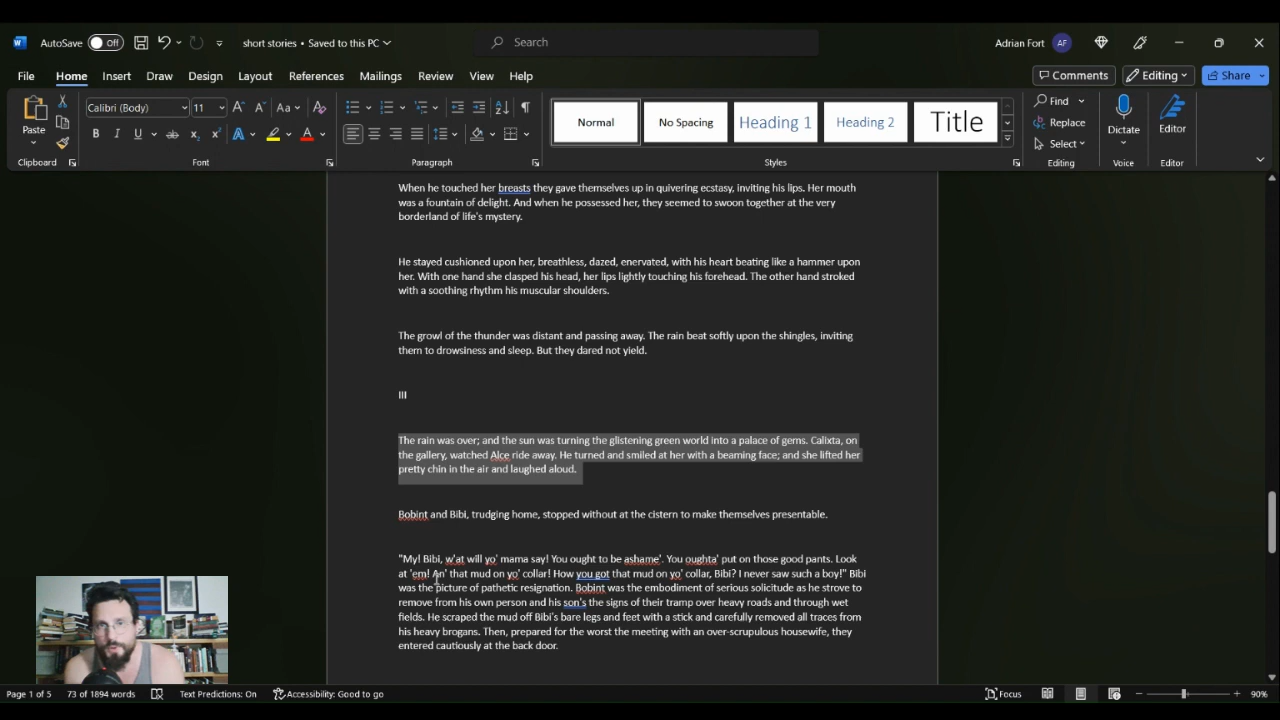 AutoSave Off short stories • Saved to this PC Search Adrian Fort AF
File Home Insert Draw Design Layout References Mailings Review View Help Comments Editing Share
Paste Calibri (Body) 11 Aa Normal No Spacing Heading 1 Heading 2 Title Find Replace Select Dictate Editor
Clipboard Font Paragraph Styles Editing Voice Editor
When he touched her breasts they gave themselves up in quivering ecstasy, inviting his lips. Her mouth
was a fountain of delight. And when he possessed her, they seemed to swoon together at the very
borderland of life's mystery.
He stayed cushioned upon her, breathless, dazed, enervated, with his heart beating like a hammer upon
her. With one hand she clasped his head, her lips lightly touching his forehead. The other hand stroked
with a soothing rhythm his muscular shoulders.
The growl of the thunder was distant and passing away. The rain beat softly upon the shingles, inviting
them to drowsiness and sleep. But they dared not yield.
III
The rain was over; and the sun was turning the glistening green world into a palace of gems. Calixta, on
the gallery, watched Alce ride away. He turned and smiled at her with a beaming face; and she lifted her
pretty chin in the air and laughed aloud.
Bobint and Bibi, trudging home, stopped without at the cistern to make themselves presentable.
"My! Bibi, w'at will yo' mama say! You ought to be ashame'. You oughta' put on those good pants. Look
at 'em! An' that mud on yo' collar! How you got that mud on yo' collar, Bibi? I never saw such a boy!" Bibi
was the picture of pathetic resignation. Bobint was the embodiment of serious solicitude as he strove to
remove from his own person and his son's the signs of their tramp over heavy roads and through wet
fields. He scraped the mud off Bibi's bare legs and feet with a stick and carefully removed all traces from
his heavy brogans. Then, prepared for the worst the meeting with an over-scrupulous housewife, they
entered cautiously at the back door.
Page 1 of 5 73 of 1894 words Text Predictions: On Accessibility: Good to go Focus 90%